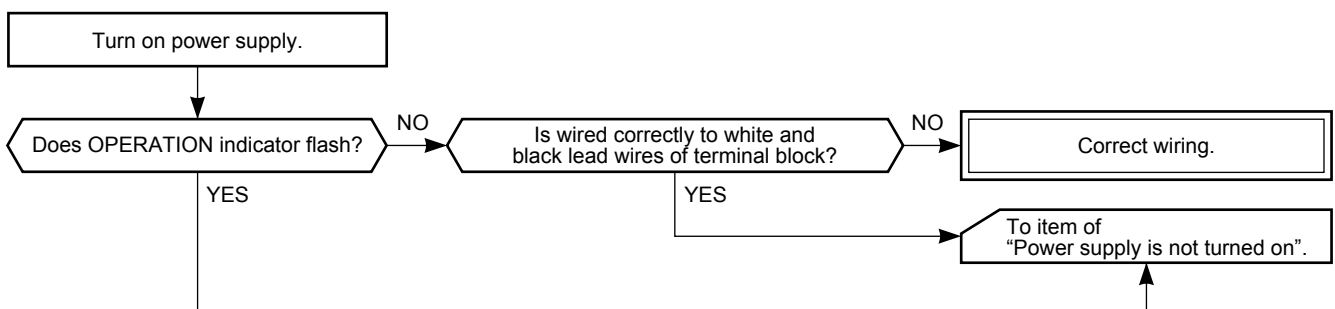 Turn on power supply.
Does OPERATION indicator flash?
NO
Is wired correctly to white and
black lead wires of terminal block?
NO
Correct wiring.
YES
YES
To item of
“Power supply is not turned on”.